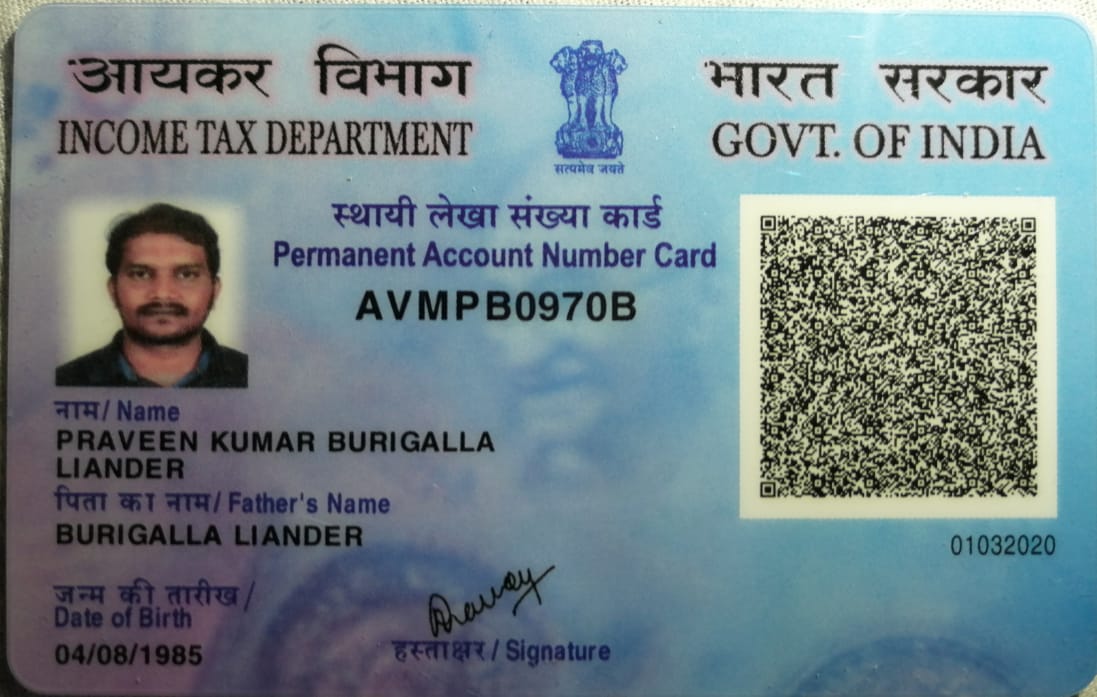 आयकर विभाग
INCOME TAX DEPARTMENT
सत्यमेव जयते
भारत सरकार
GOVT. OF INDIA
स्थायी लेखा संख्या कार्ड
Permanent Account Number Card
AVMPB0970B
नाम / Name
PRAVEEN KUMAR BURIGALLA
LIANDER
पिता का नाम / Father's Name
BURIGALLA LIANDER
01032020
जन्म की तारीख /
Date of Birth
04/08/1985
हस्ताक्षर / Signature